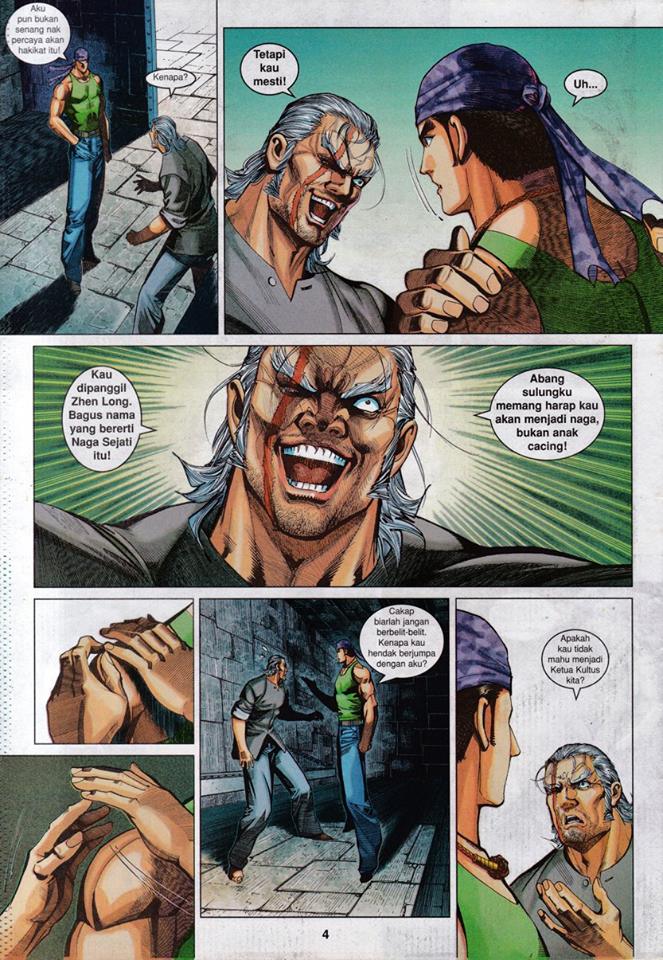 Aku
pun bukan
senang nak
percaya akan
hakikat itu!
Kenapa?
Tetapi
kau
mesti!
Uh...
Kau
dipanggil
Zhen Long.
Bagus nama
yang bererti
Naga Sejati
itu!
Abang
sulungku
memang harap kau
akan menjadi naga,
bukan anak
cacing!
Cakap
biarlah jangan
berbelit-belit.
Kenapa kau
hendak berjumpa
dengan aku?
Apakah
kau tidak
mahu menjadi
Ketua Kultus
kita?
4